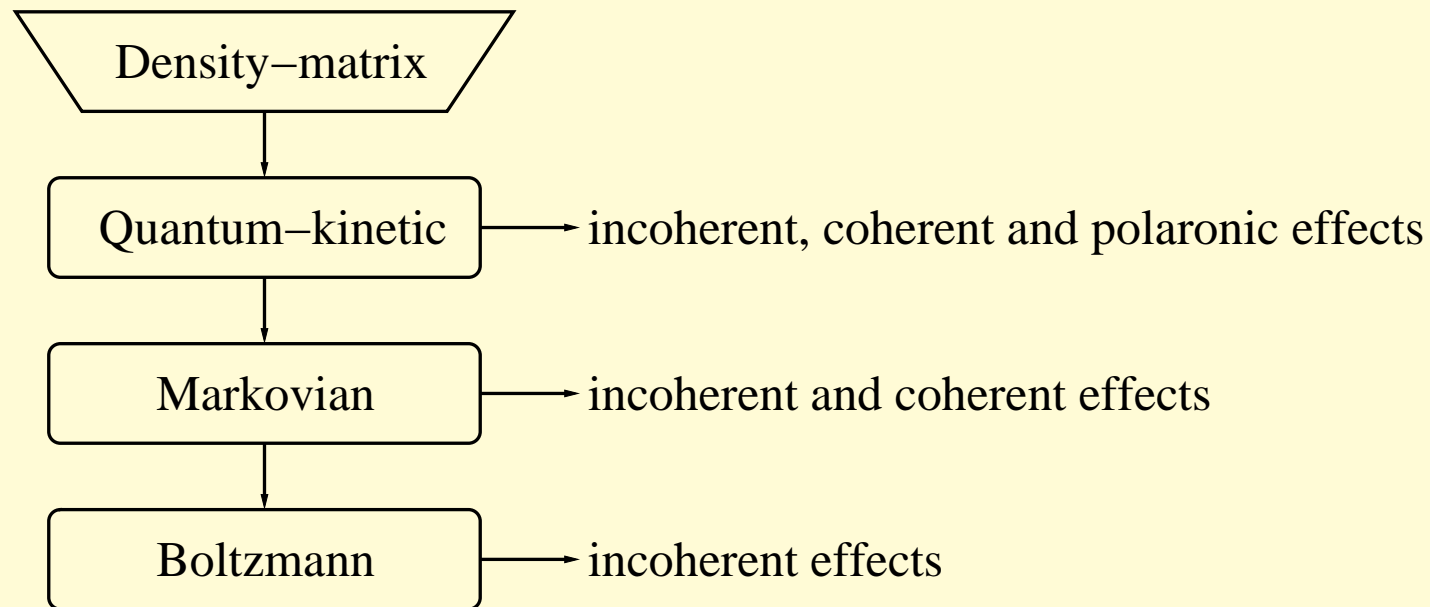 Density−matrix
Quantum−kinetic incoherent, coherent and polaronic effects
Markovian incoherent and coherent effects
Boltzmann incoherent effects